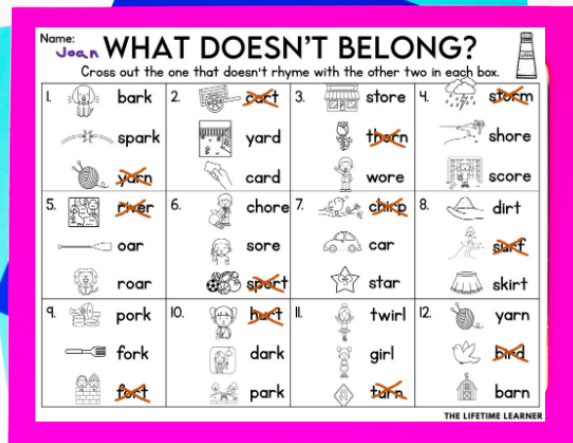 Name:
Joan
WHAT DOESN'T BELONG?
Cross out the one that doesn't rhyme with the other two in each box.
1. bark
spark
yarn
2. cart
yard
card
3. store
thorn
wore
4. storm
shore
score
5. river
oar
roar
6. chore
sore
sport
7. chirp
car
star
8. dirt
surf
skirt
9. pork
fork
fort
10. hurt
dark
park
11. twirl
girl
turn
12. yarn
bird
barn
THE LIFETIME LEARNER